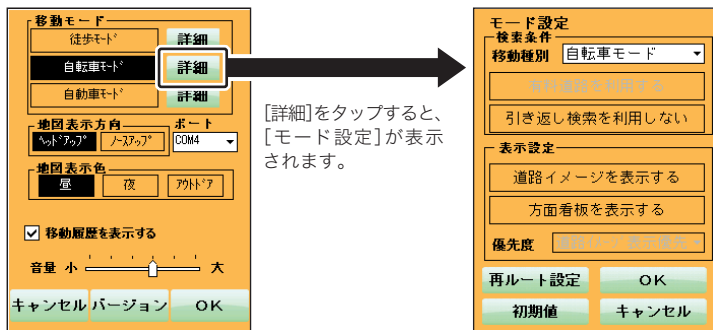 移動モード
徒歩ﾓｰﾄﾞ 詳細
自転車ﾓｰﾄﾞ 詳細
自動車ﾓｰﾄﾞ 詳細
地図表示方向 ポート
ﾍｯﾄﾞｱｯﾌﾟ ﾉｰｽｱｯﾌﾟ COM4
地図表示色
昼 夜 ｱｳﾄﾄﾞｱ
移動履歴を表示する
音量 小 大
キャンセル バージョン OK
[詳細]をタップすると、
[モード設定]が表示
されます。
モード設定
検索条件
移動種別 自転車モード
有料道路を利用する
引き返し検索を利用しない
表示設定
道路イメージを表示する
方面看板を表示する
優先度 道路ｲﾒｰｼﾞ表示優先
再ルート設定 OK
初期値 キャンセル